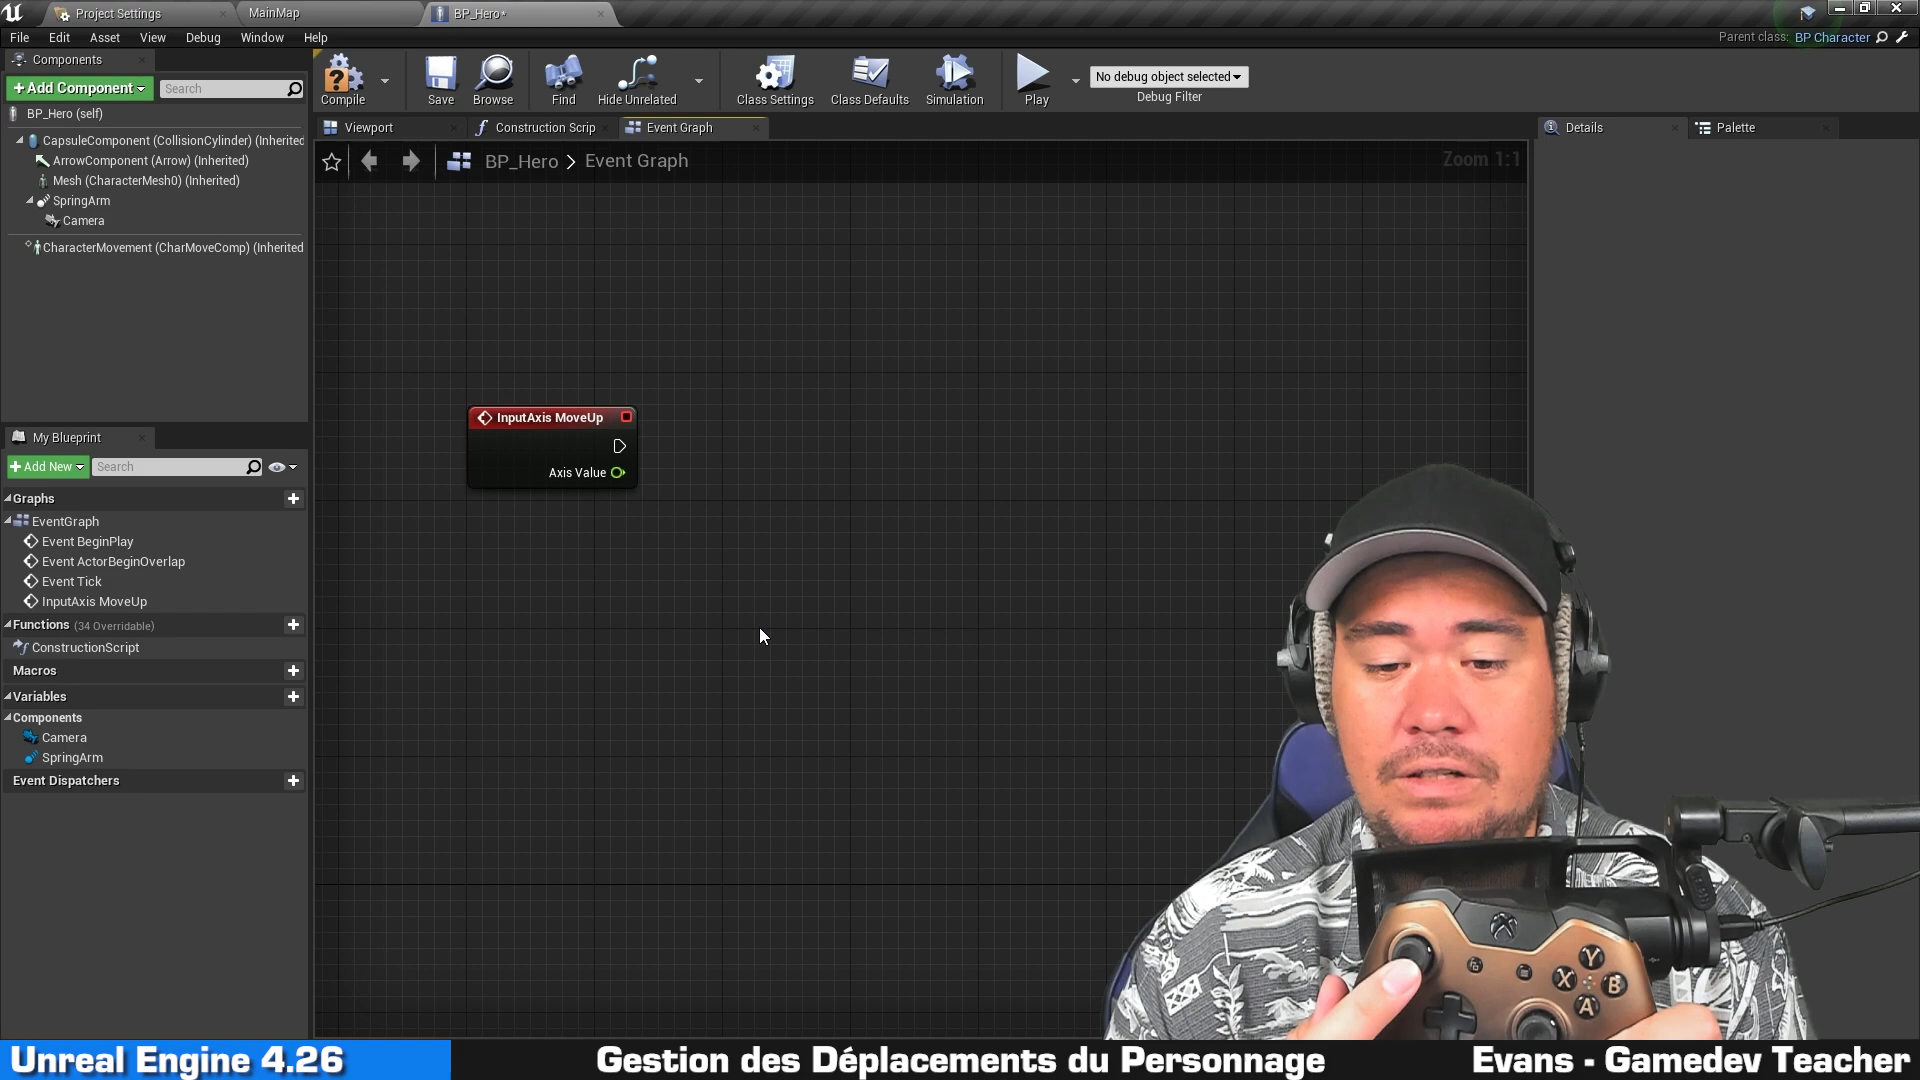 Project Settings
MainMap
BP_Hero*
File Edit Asset View Debug Window Help
Parent class: BP Character
Components
+Add Component
Search
BP_Hero (self)
CapsuleComponent (CollisionCylinder) (Inherited
ArrowComponent (Arrow) (Inherited)
Mesh (CharacterMesh0) (Inherited)
SpringArm
Camera
CharacterMovement (CharMoveComp) (Inherited
Compile
Save
Browse
Find
Hide Unrelated
Class Settings
Class Defaults
Simulation
Play
No debug object selected
Debug Filter
Viewport
Construction Scrip
Event Graph
Details
Palette
BP_Hero > Event Graph
Zoom 1:1
InputAxis MoveUp
Axis Value
My Blueprint
+Add New
Search
Graphs
EventGraph
Event BeginPlay
Event ActorBeginOverlap
Event Tick
InputAxis MoveUp
Functions (34 Overridable)
ConstructionScript
Macros
Variables
Components
Camera
SpringArm
Event Dispatchers
Y
X
B
A
Unreal Engine 4.26
Gestion des Déplacements du Personnage
Evans - Gamedev Teacher